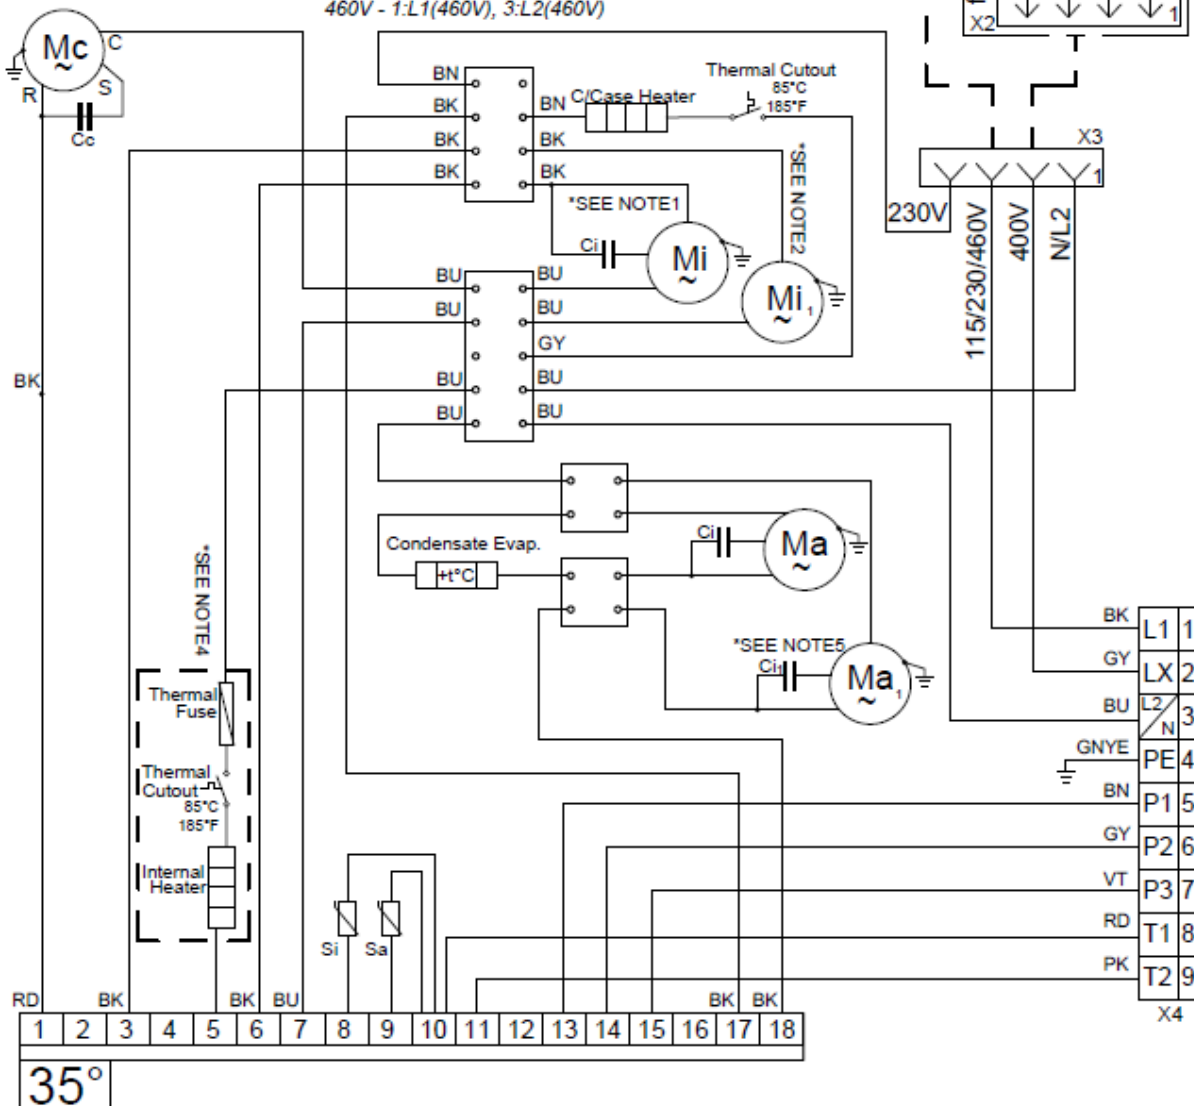 460V - 1:L1(460V), 3:L2(460V)
X2
1
Mc
~
C
S
R
Cc
BN
BK
BK
BK
BN
C/Case Heater
Thermal Cutout
85°C
185°F
BK
BK
*SEE NOTE1
*SEE NOTE2
Ci
Mi
~
Mi1
~
X3
1
230V
115/230/460V
400V
N/L2
BU
BU
BU
BU
BU
BU
GY
BU
BU
BK
Condensate Evap.
+t°C
Ci
Ma
~
*SEE NOTE5
Ci1
Ma1
~
*SEE NOTE4
Thermal
Fuse
Thermal
Cutout
85°C
185°F
Internal
Heater
Si
Sa
BK L1 1
GY LX 2
BU L2/N 3
GNYE PE 4
BN P1 5
GY P2 6
VT P3 7
RD T1 8
PK T2 9
X4
RD BK BK BU BK BK
1 2 3 4 5 6 7 8 9 10 11 12 13 14 15 16 17 18
35°